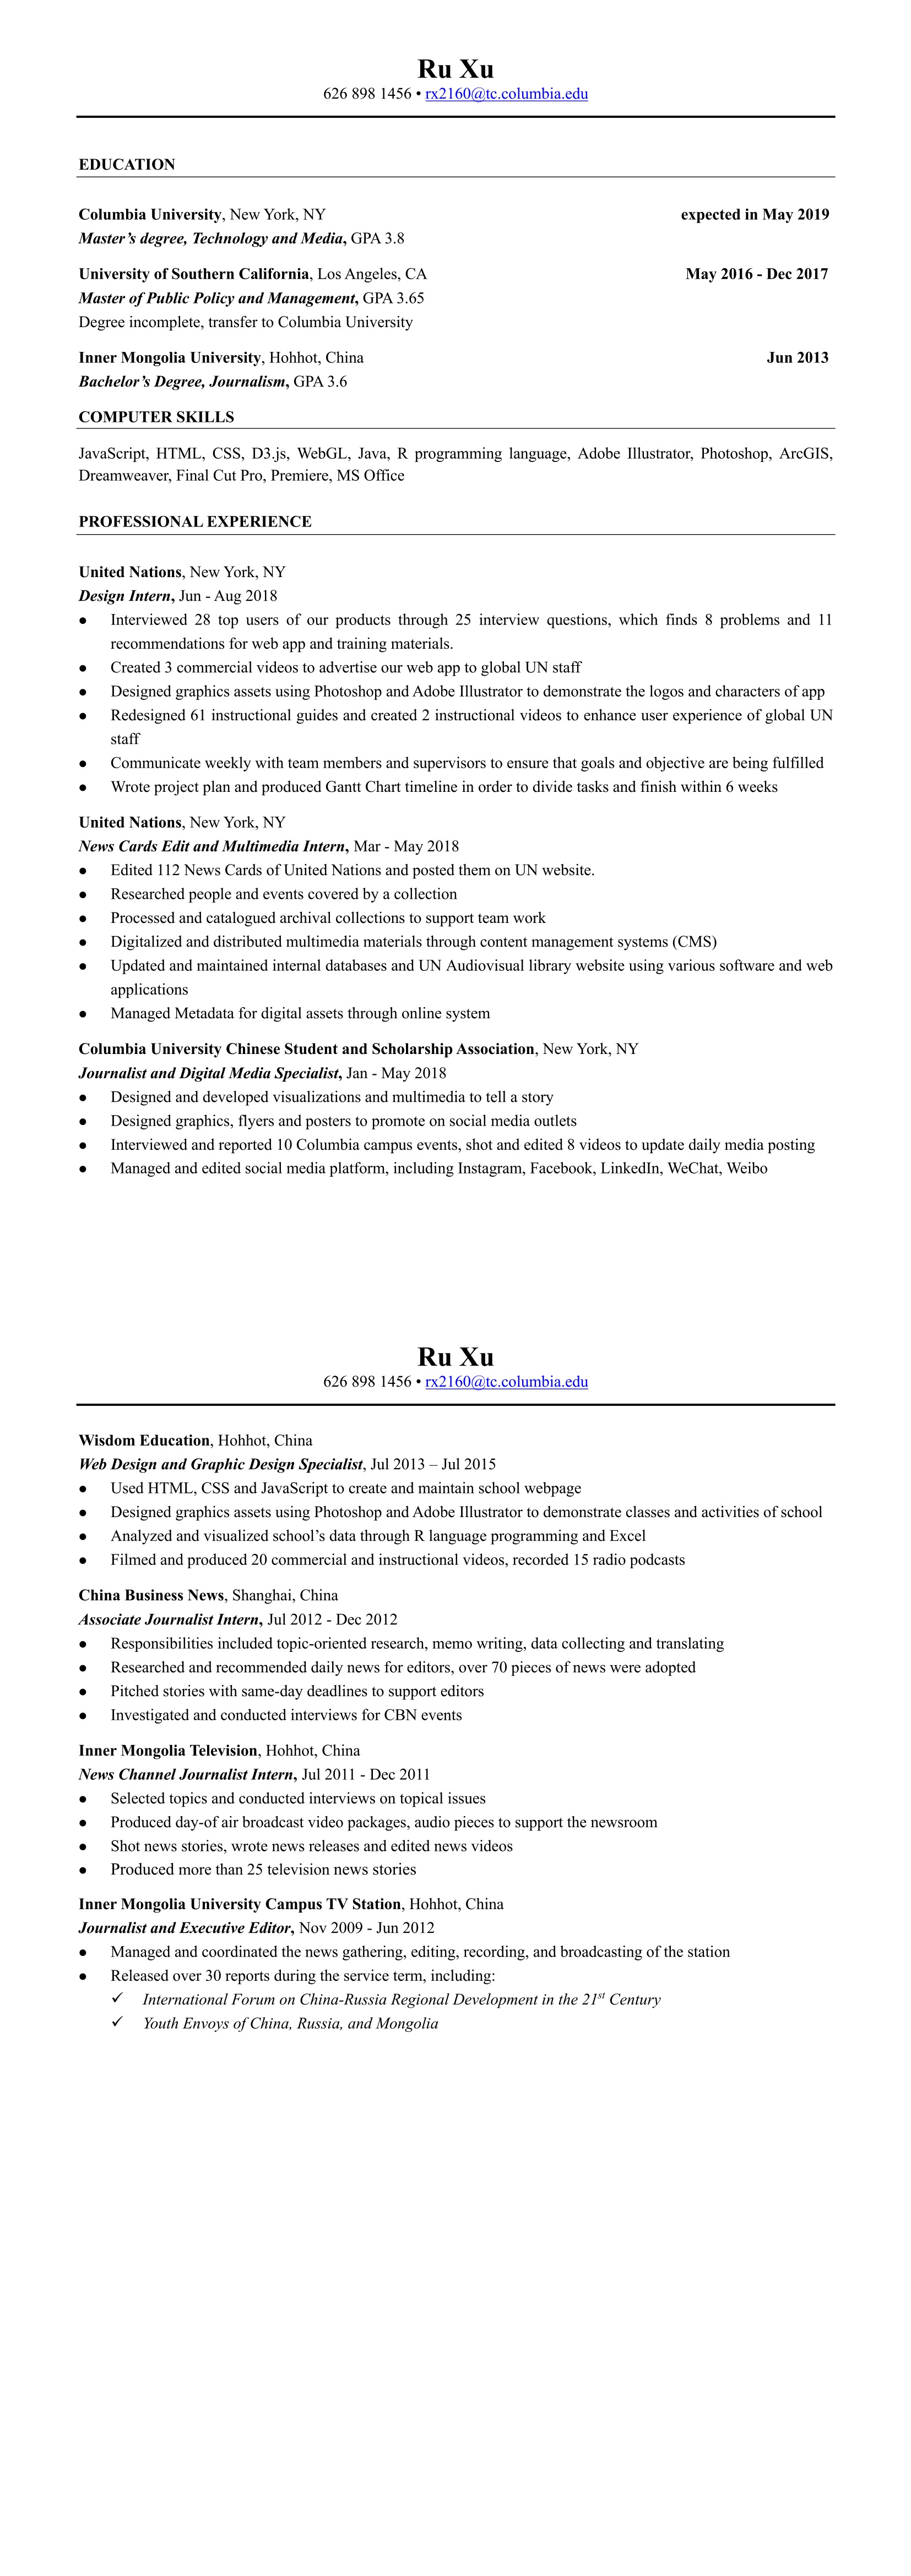 Ru Xu
626 898 1456 • rx2160@tc.columbia.edu
EDUCATION
Columbia University, New York, NY expected in May 2019
Master's degree, Technology and Media, GPA 3.8
University of Southern California, Los Angeles, CA May 2016 - Dec 2017
Master of Public Policy and Management, GPA 3.65
Degree incomplete, transfer to Columbia University
Inner Mongolia University, Hohhot, China Jun 2013
Bachelor's Degree, Journalism, GPA 3.6
COMPUTER SKILLS
JavaScript, HTML, CSS, D3.js, WebGL, Java, R programming language, Adobe Illustrator, Photoshop, ArcGIS,
Dreamweaver, Final Cut Pro, Premiere, MS Office
PROFESSIONAL EXPERIENCE
United Nations, New York, NY
Design Intern, Jun - Aug 2018
● Interviewed 28 top users of our products through 25 interview questions, which finds 8 problems and 11
recommendations for web app and training materials.
● Created 3 commercial videos to advertise our web app to global UN staff
● Designed graphics assets using Photoshop and Adobe Illustrator to demonstrate the logos and characters of app
● Redesigned 61 instructional guides and created 2 instructional videos to enhance user experience of global UN
staff
● Communicate weekly with team members and supervisors to ensure that goals and objective are being fulfilled
● Wrote project plan and produced Gantt Chart timeline in order to divide tasks and finish within 6 weeks
United Nations, New York, NY
News Cards Edit and Multimedia Intern, Mar - May 2018
● Edited 112 News Cards of United Nations and posted them on UN website.
● Researched people and events covered by a collection
● Processed and catalogued archival collections to support team work
● Digitalized and distributed multimedia materials through content management systems (CMS)
● Updated and maintained internal databases and UN Audiovisual library website using various software and web
applications
● Managed Metadata for digital assets through online system
Columbia University Chinese Student and Scholarship Association, New York, NY
Journalist and Digital Media Specialist, Jan - May 2018
● Designed and developed visualizations and multimedia to tell a story
● Designed graphics, flyers and posters to promote on social media outlets
● Interviewed and reported 10 Columbia campus events, shot and edited 8 videos to update daily media posting
● Managed and edited social media platform, including Instagram, Facebook, LinkedIn, WeChat, Weibo
Ru Xu
626 898 1456 • rx2160@tc.columbia.edu
Wisdom Education, Hohhot, China
Web Design and Graphic Design Specialist, Jul 2013 – Jul 2015
● Used HTML, CSS and JavaScript to create and maintain school webpage
● Designed graphics assets using Photoshop and Adobe Illustrator to demonstrate classes and activities of school
● Analyzed and visualized school's data through R language programming and Excel
● Filmed and produced 20 commercial and instructional videos, recorded 15 radio podcasts
China Business News, Shanghai, China
Associate Journalist Intern, Jul 2012 - Dec 2012
● Responsibilities included topic-oriented research, memo writing, data collecting and translating
● Researched and recommended daily news for editors, over 70 pieces of news were adopted
● Pitched stories with same-day deadlines to support editors
● Investigated and conducted interviews for CBN events
Inner Mongolia Television, Hohhot, China
News Channel Journalist Intern, Jul 2011 - Dec 2011
● Selected topics and conducted interviews on topical issues
● Produced day-of air broadcast video packages, audio pieces to support the newsroom
● Shot news stories, wrote news releases and edited news videos
● Produced more than 25 television news stories
Inner Mongolia University Campus TV Station, Hohhot, China
Journalist and Executive Editor, Nov 2009 - Jun 2012
● Managed and coordinated the news gathering, editing, recording, and broadcasting of the station
● Released over 30 reports during the service term, including:
✓ International Forum on China-Russia Regional Development in the 21st Century
✓ Youth Envoys of China, Russia, and Mongolia